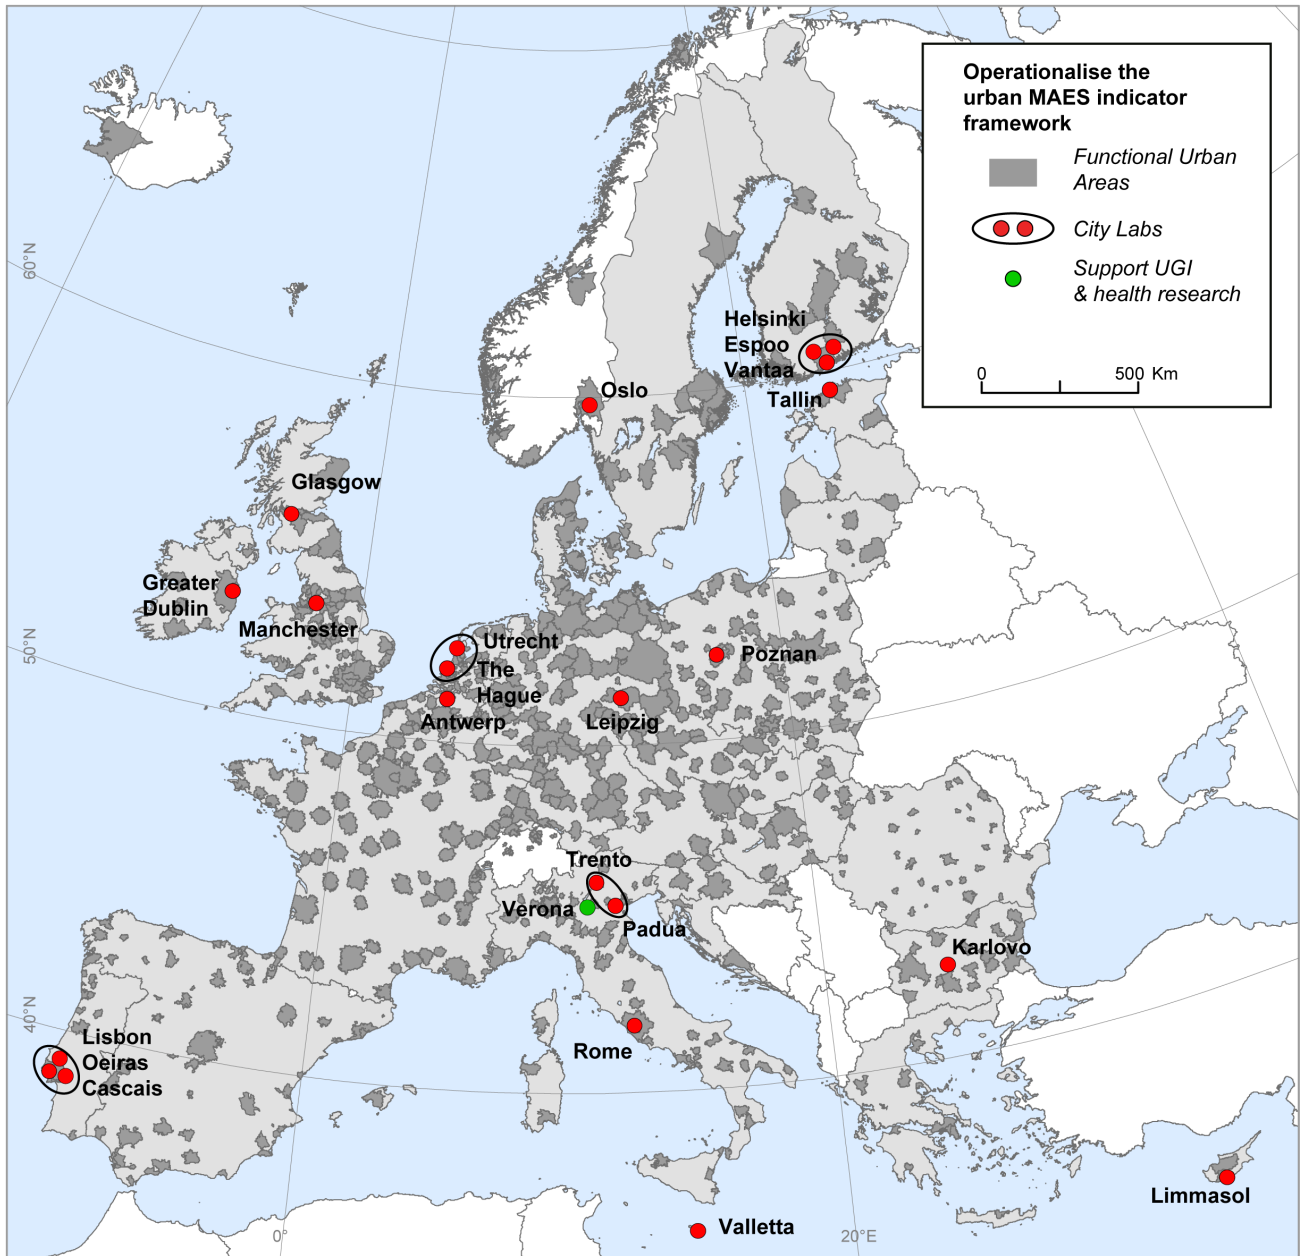 Operationalise the
urban MAES indicator
framework
Functional Urban
Areas
City Labs
Support UGI
& health research
0
500 Km
60°N
50°N
40°N
0°
20°E
Helsinki
Espoo
Vantaa
Tallin
Oslo
Glasgow
Greater
Dublin
Manchester
Utrecht
The
Hague
Antwerp
Leipzig
Poznan
Trento
Verona
Padua
Karlovo
Rome
Lisbon
Oeiras
Cascais
Limmasol
Valletta